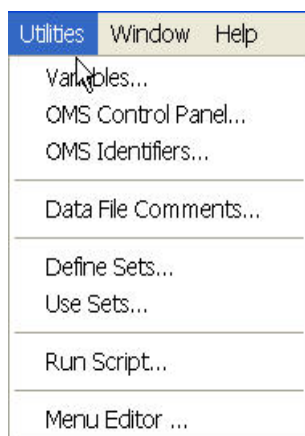 Utilities Window Help
Variables...
OMS Control Panel...
OMS Identifiers...
Data File Comments...
Define Sets...
Use Sets...
Run Script...
Menu Editor ...